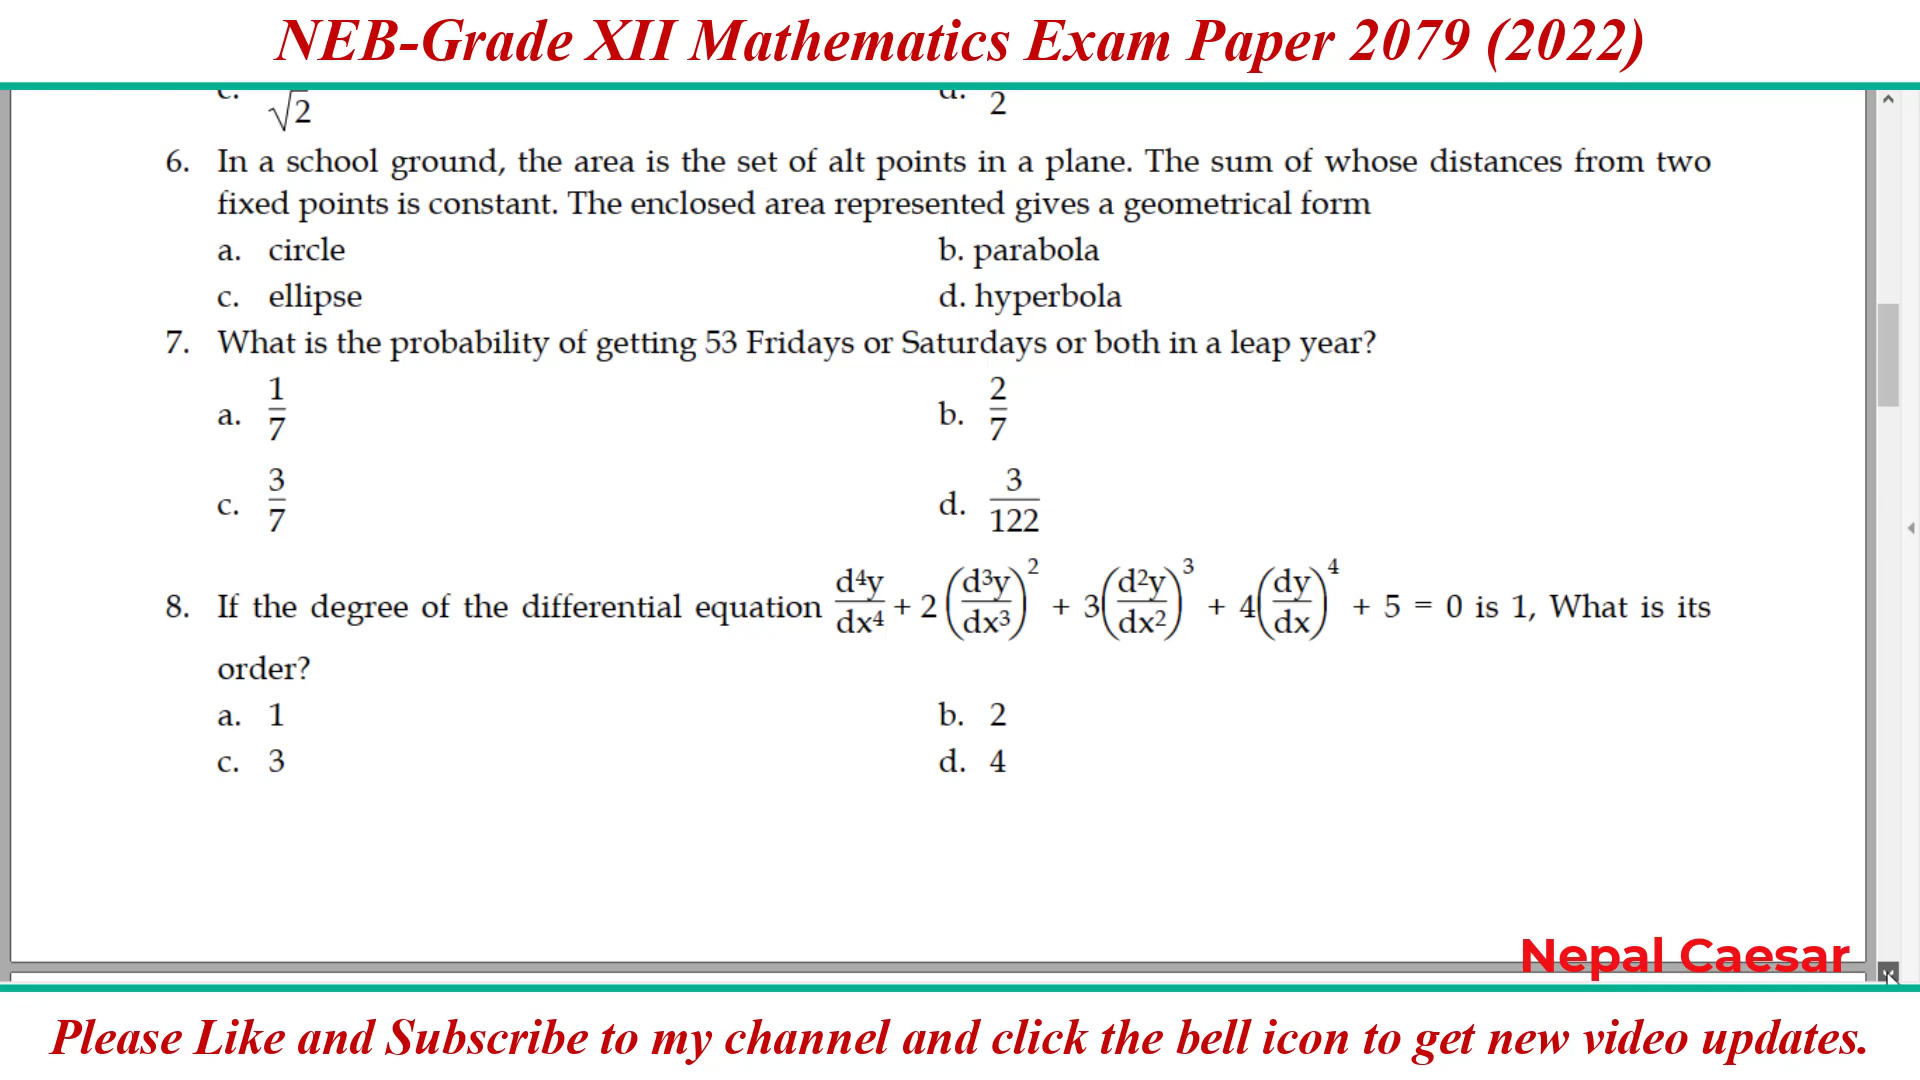 NEB-Grade XII Mathematics Exam Paper 2079 (2022)
√2 2
6. In a school ground, the area is the set of alt points in a plane. The sum of whose distances from two
fixed points is constant. The enclosed area represented gives a geometrical form
a. circle b. parabola
c. ellipse d. hyperbola
7. What is the probability of getting 53 Fridays or Saturdays or both in a leap year?
a. 1/7 b. 2/7
c. 3/7 d. 3/122
8. If the degree of the differential equation d⁴y/dx⁴ + 2(d³y/dx³)² + 3(d²y/dx²)³ + 4(dy/dx)⁴ + 5 = 0 is 1, What is its
order?
a. 1 b. 2
c. 3 d. 4
Nepal Caesar
Please Like and Subscribe to my channel and click the bell icon to get new video updates.